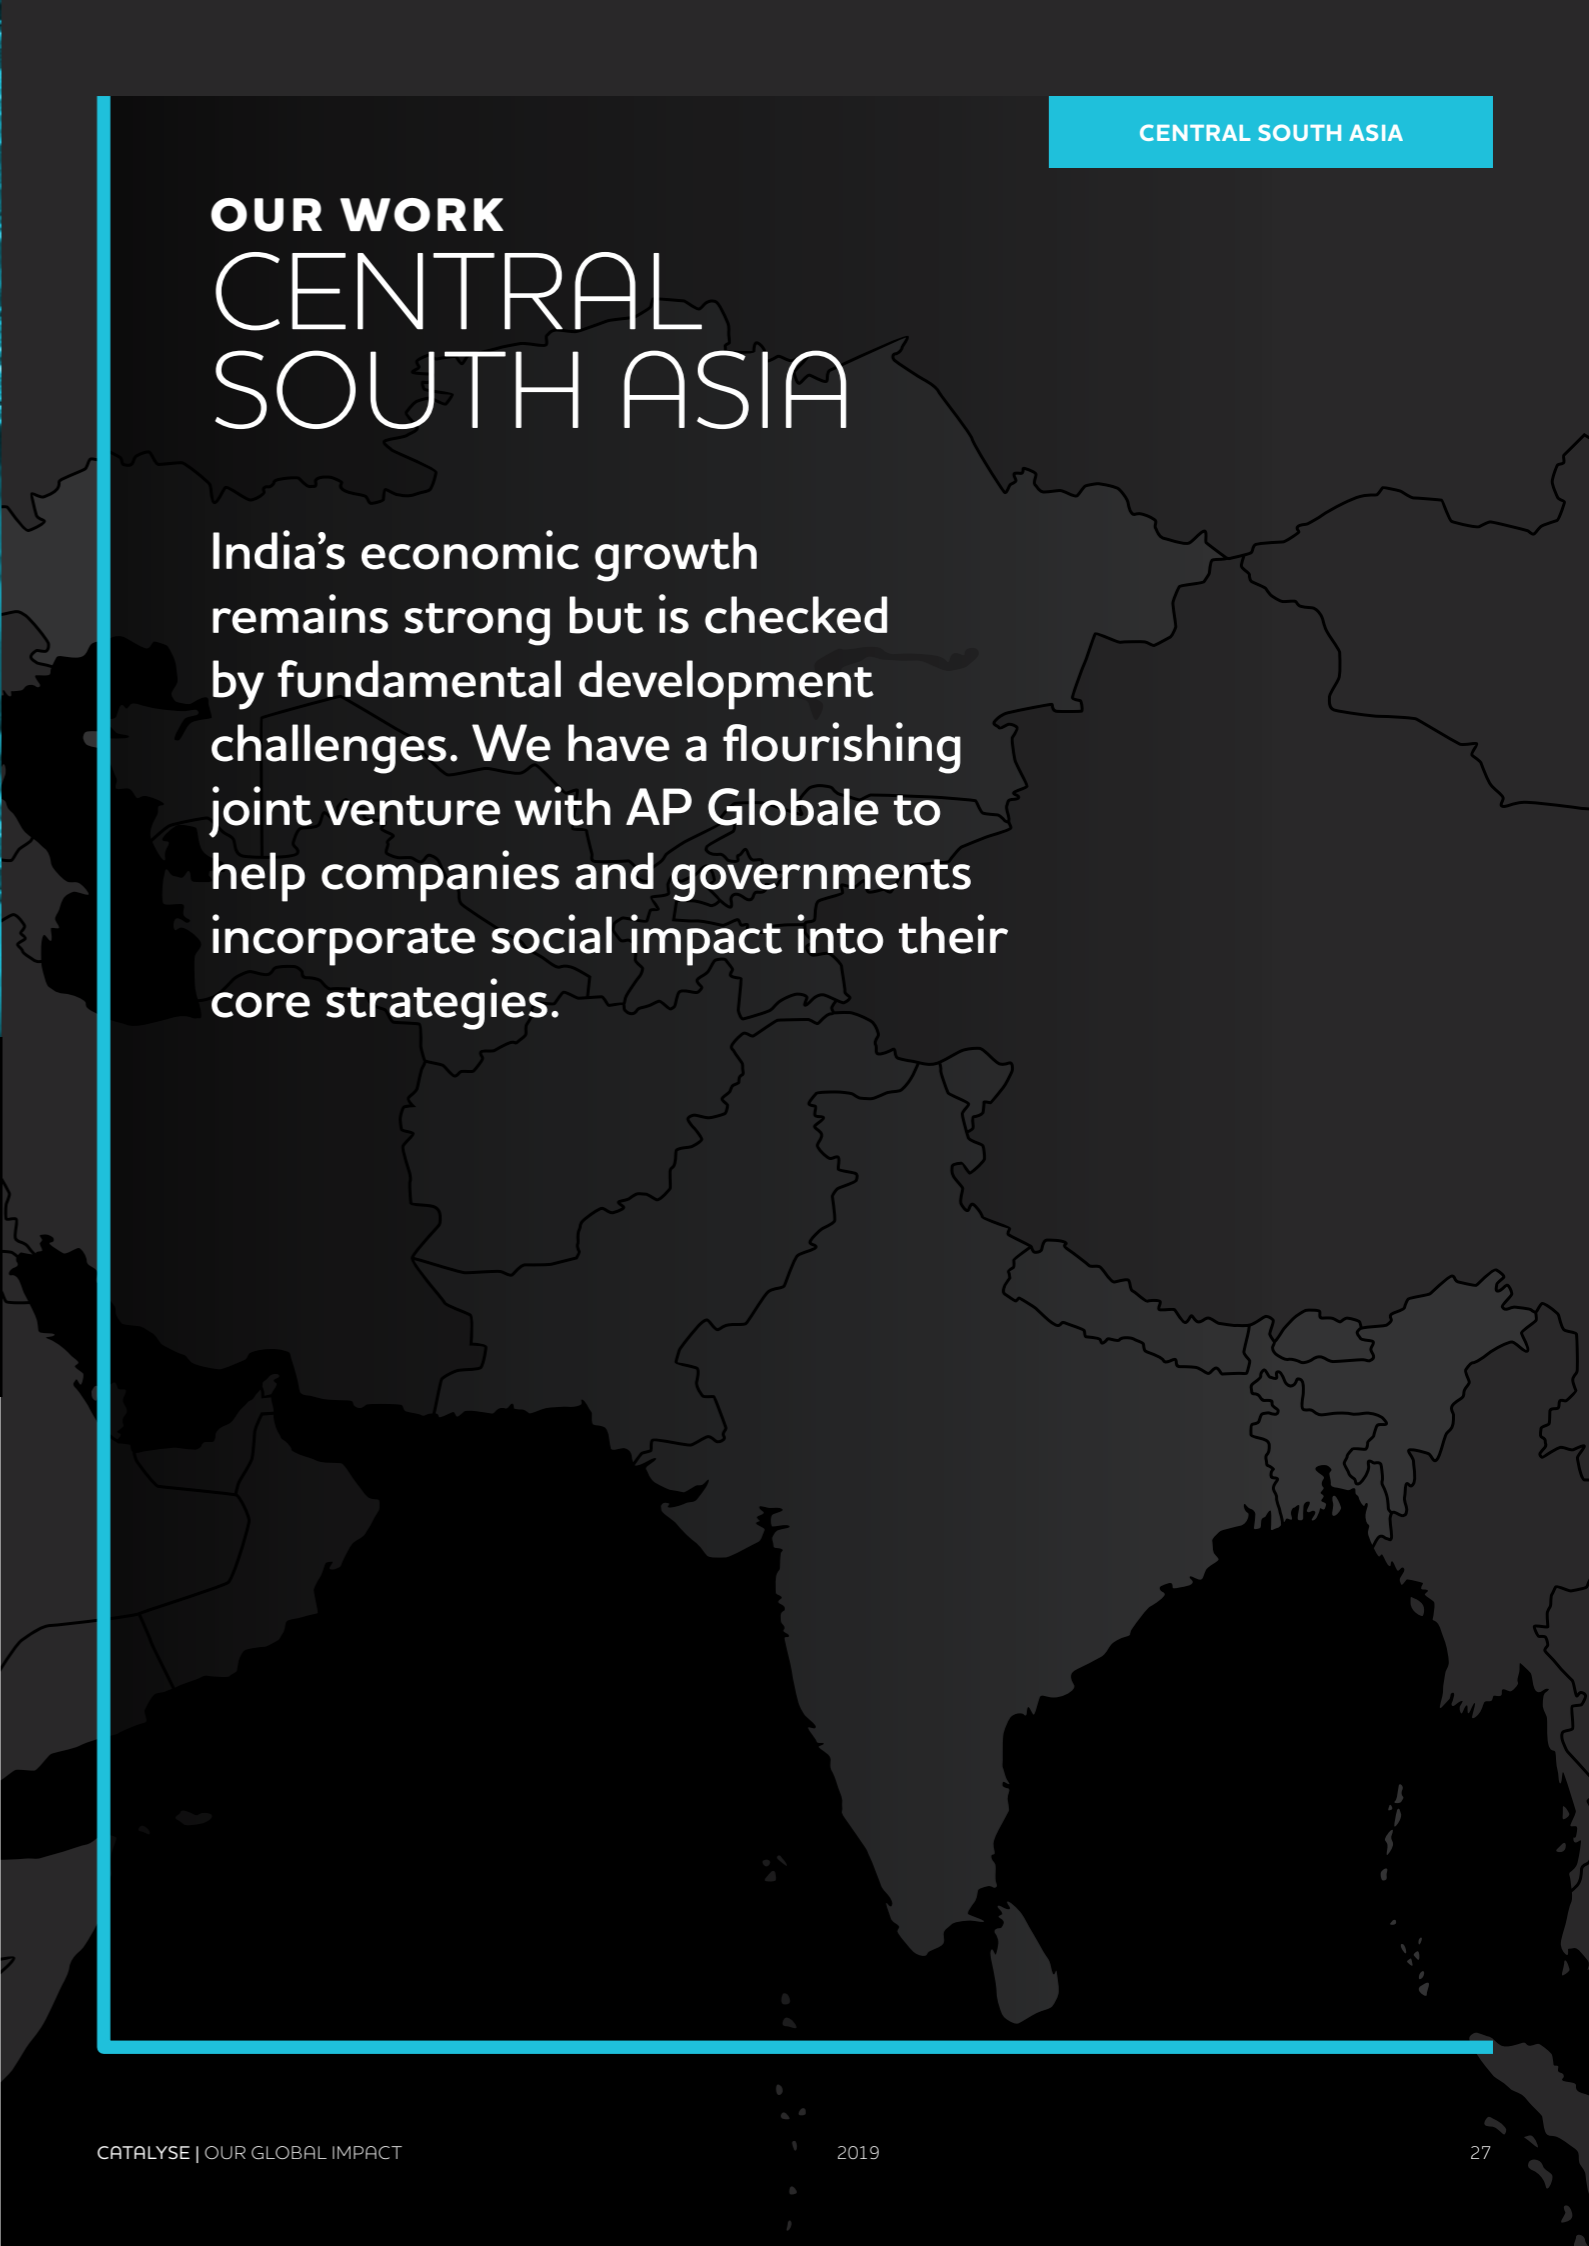 CENTRAL SOUTH ASIA
OUR WORK
CENTRAL
SOUTH ASIA
India’s economic growth
remains strong but is checked
by fundamental development
challenges. We have a flourishing
joint venture with AP Globale to
help companies and governments
incorporate social impact into their
core strategies.
CATALYSE | OUR GLOBAL IMPACT
2019
27